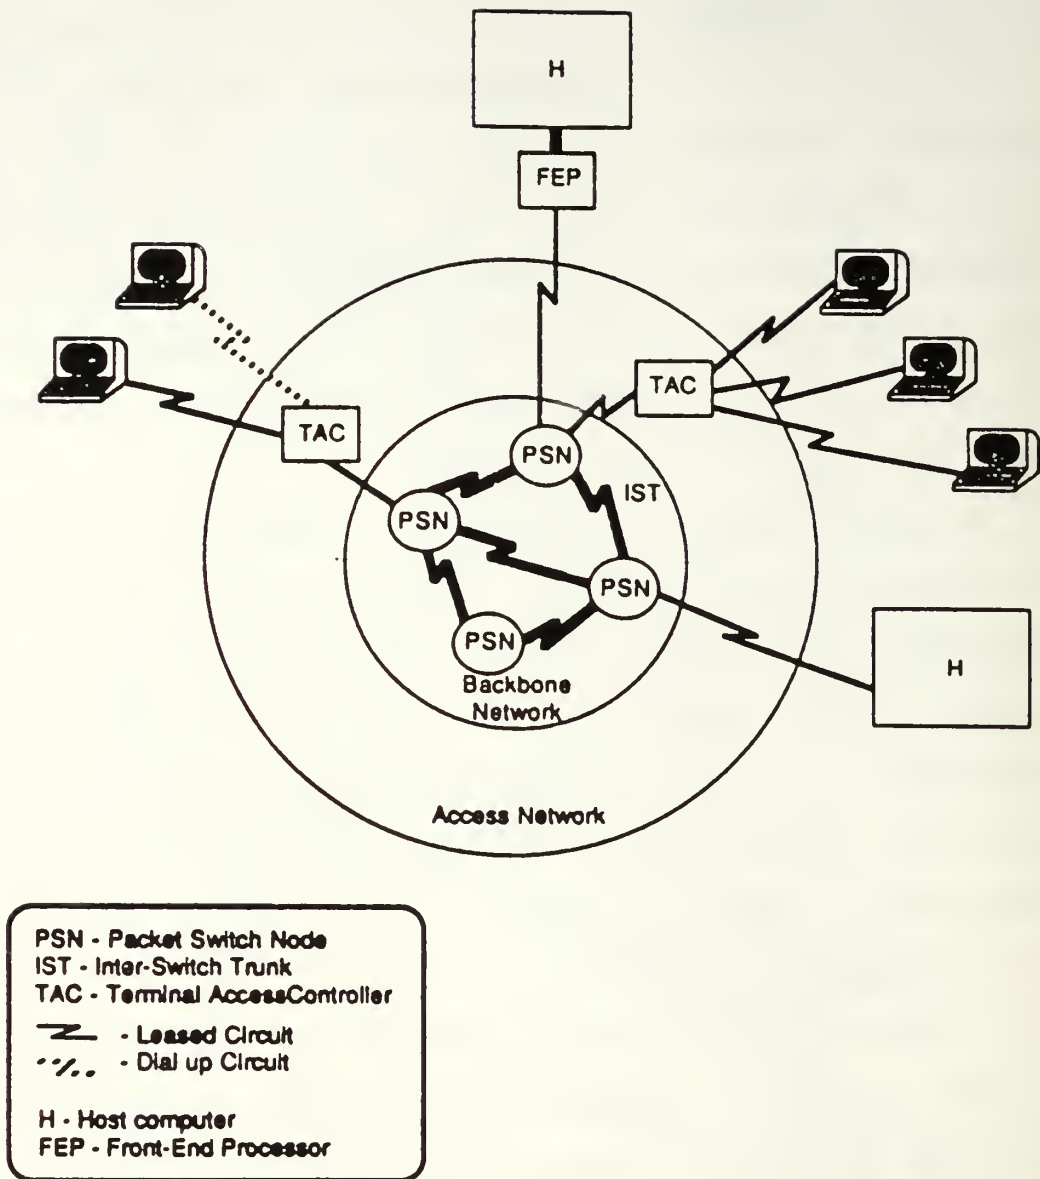 H
FEP
TAC
TAC
PSN
IST
PSN
PSN
PSN
Backbone
Network
H
Access Network
PSN - Packet Switch Node
IST - Inter-Switch Trunk
TAC - Terminal AccessController
- Leased Circuit
- Dial up Circuit
H - Host computer
FEP - Front-End Processor